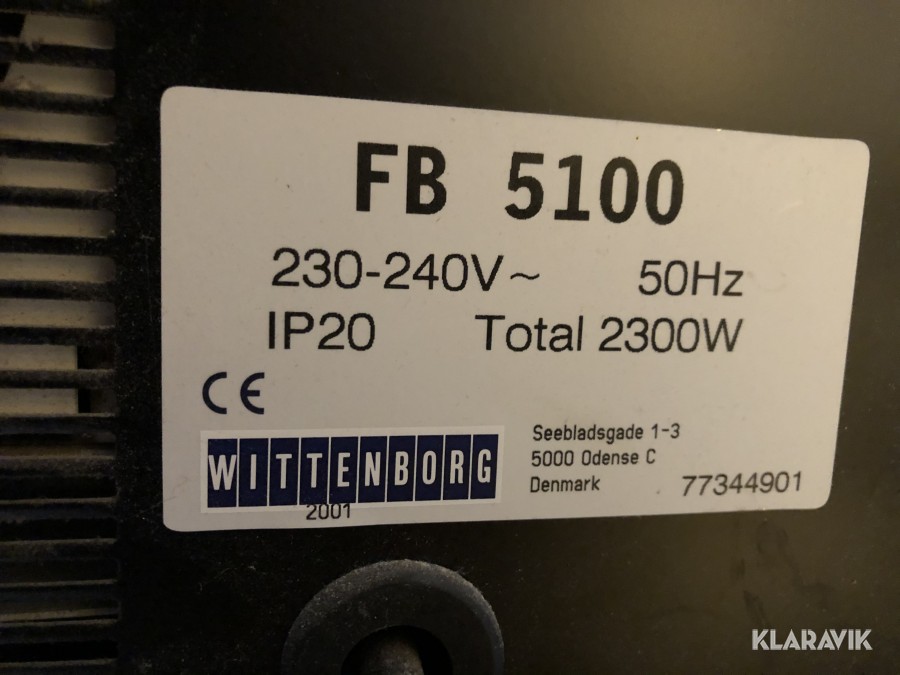 FB 5100
230-240V~ 50Hz
IP20 Total 2300W
CE
WITTENBORG
2001
Seebladsgade 1-3
5000 Odense C
Denmark 77344901
KLARAVIK